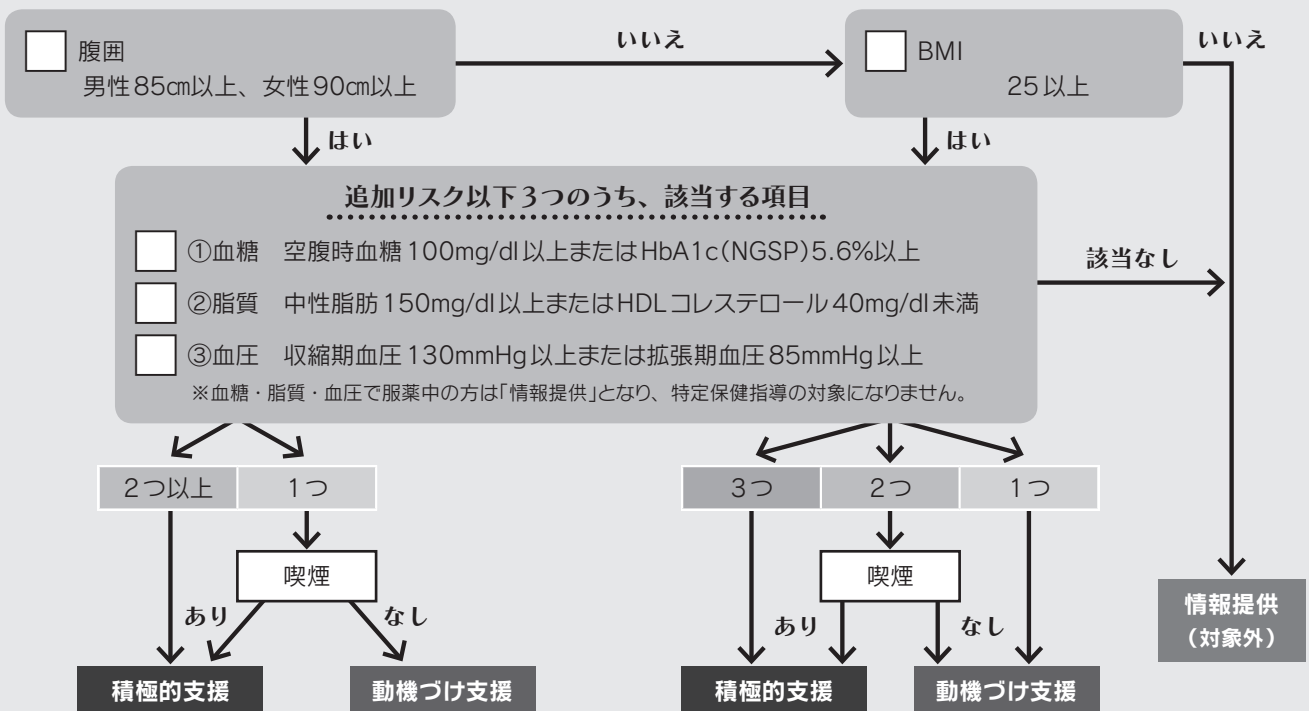 腹囲
男性85㎝以上、女性90㎝以上
いいえ
BMI
25以上
いいえ
はい
はい
追加リスク以下3つのうち、該当する項目
①血糖 空腹時血糖100mg/dl以上またはHbA1c(NGSP)5.6%以上
②脂質 中性脂肪150mg/dl以上またはHDLコレステロール40mg/dl未満
③血圧 収縮期血圧130mmHg以上または拡張期血圧85mmHg以上
※血糖・脂質・血圧で服薬中の方は「情報提供」となり、特定保健指導の対象になりません。
該当なし
2つ以上
1つ
3つ
2つ
1つ
喫煙
喫煙
あり
なし
あり
なし
情報提供
（対象外）
積極的支援
動機づけ支援
積極的支援
動機づけ支援